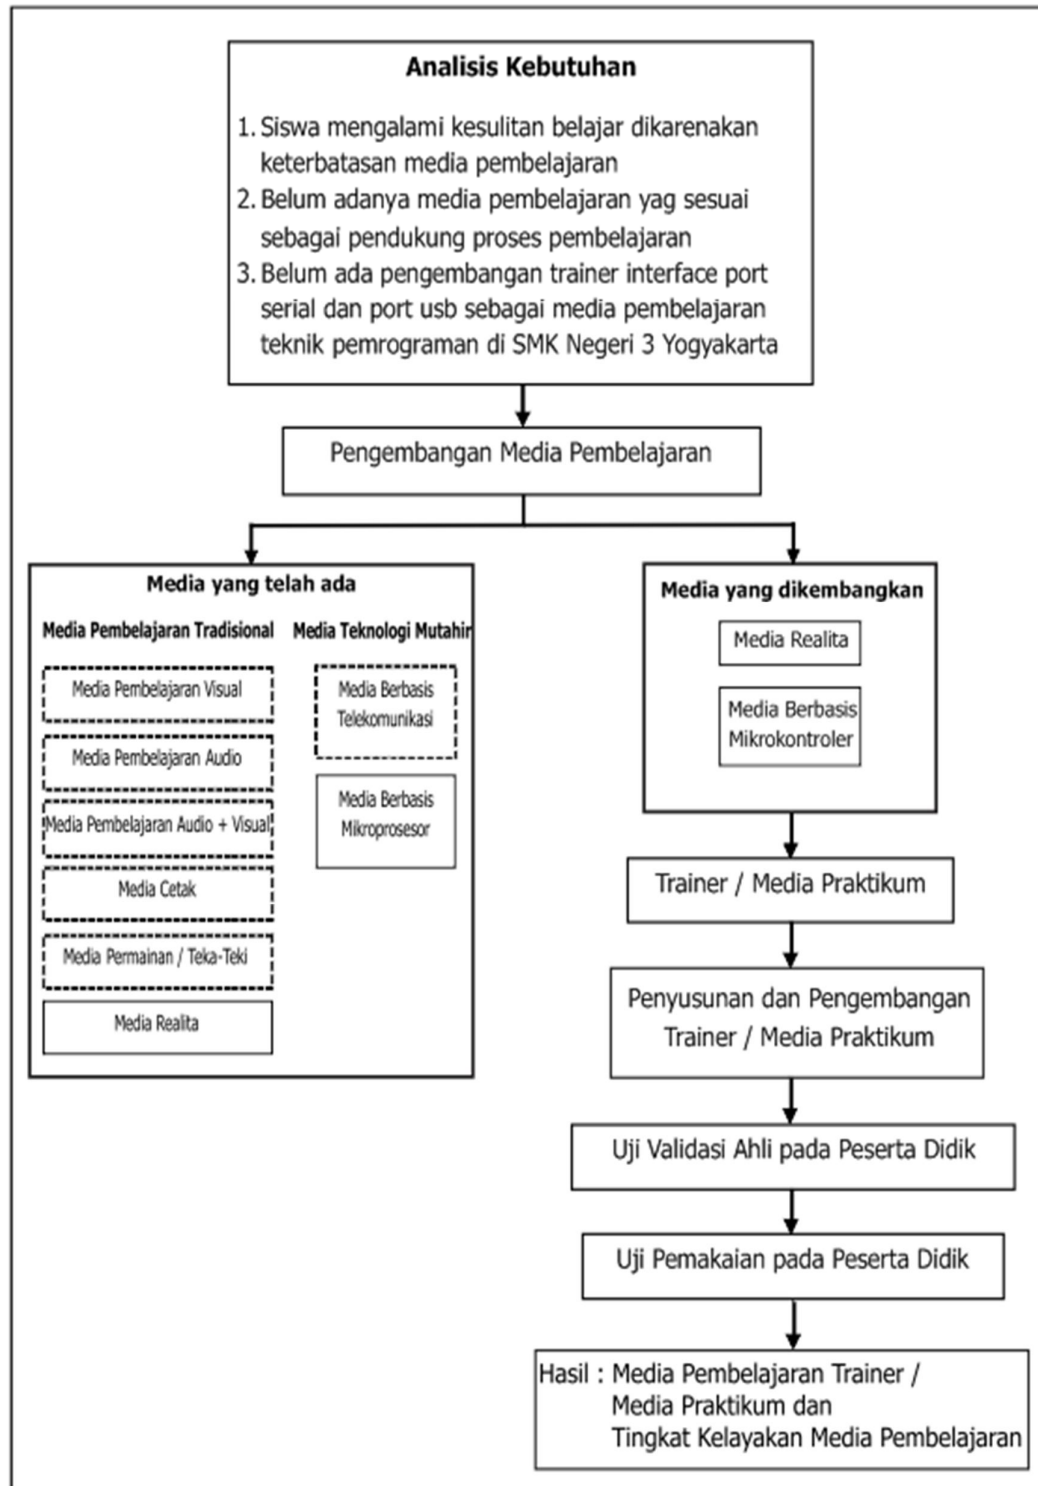 Analisis Kebutuhan
1. Siswa mengalami kesulitan belajar dikarenakan
keterbatasan media pembelajaran
2. Belum adanya media pembelajaran yag sesuai
sebagai pendukung proses pembelajaran
3. Belum ada pengembangan trainer interface port
serial dan port usb sebagai media pembelajaran
teknik pemrograman di SMK Negeri 3 Yogyakarta
Pengembangan Media Pembelajaran
Media yang telah ada
Media Pembelajaran Tradisional
Media Pembelajaran Visual
Media Pembelajaran Audio
Media Pembelajaran Audio + Visual
Media Cetak
Media Permainan / Teka-Teki
Media Realita
Media Teknologi Mutahir
Media Berbasis
Telekomunikasi
Media Berbasis
Mikroprosesor
Media yang dikembangkan
Media Realita
Media Berbasis
Mikrokontroler
Trainer / Media Praktikum
Penyusunan dan Pengembangan
Trainer / Media Praktikum
Uji Validasi Ahli pada Peserta Didik
Uji Pemakaian pada Peserta Didik
Hasil : Media Pembelajaran Trainer /
Media Praktikum dan
Tingkat Kelayakan Media Pembelajaran